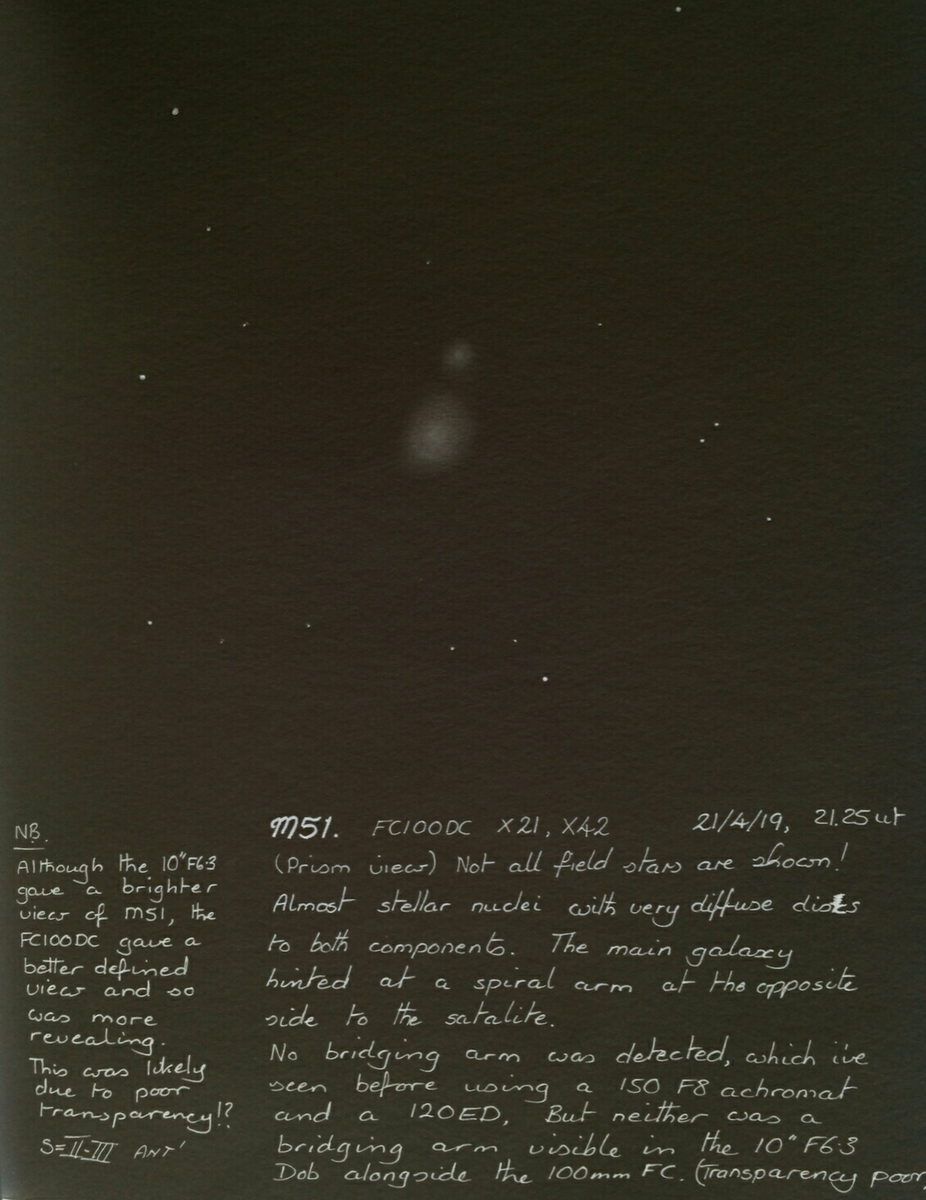 NB.
Although the 10" F6·3
gave a brighter
view of M51, the
FC100DC gave a
better defined
view and so
was more
revealing.
This was likely
due to poor
transparency!?
S=II-III ANT'
M51. FC100DC X21, X42 21/4/19, 21.25ut
(Prism view) Not all field stars are shown!
Almost stellar nuclei with very diffuse disks
to both components. The main galaxy
hinted at a spiral arm at the opposite
side to the satalite.
No bridging arm was detected, which i've
seen before using a 150 F8 achromat
and a 120ED, But neither was a
bridging arm visible in the 10" F6·3
Dob alongside the 100mm FC. (Transparency poor)